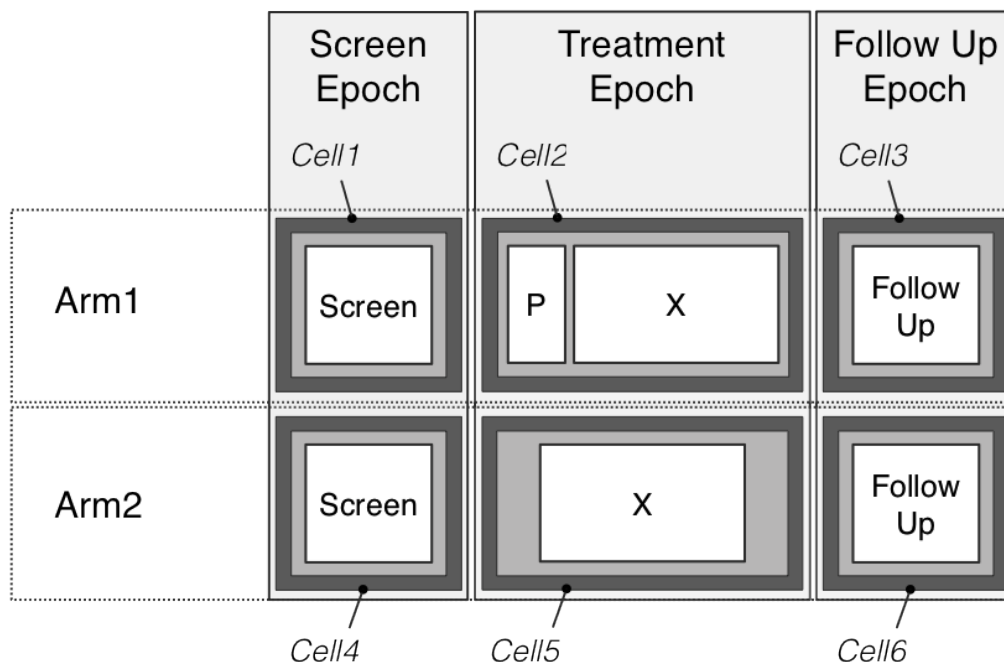 Screen
Epoch
Treatment
Epoch
Follow Up
Epoch
Cell1
Cell2
Cell3
Arm1
Screen
P
X
Follow
Up
Arm2
Screen
X
Follow
Up
Cell4
Cell5
Cell6